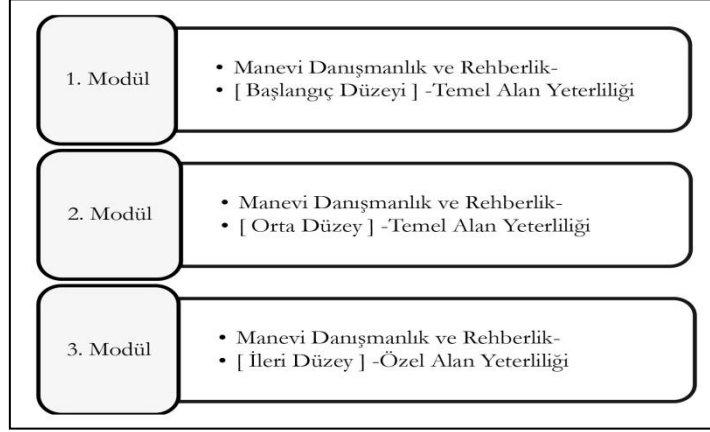 1. Modül
• Manevi Danışmanlık ve Rehberlik-
• [ Başlangıç Düzeyi ] -Temel Alan Yeterliliği
2. Modül
• Manevi Danışmanlık ve Rehberlik-
• [ Orta Düzey ] -Temel Alan Yeterliliği
3. Modül
• Manevi Danışmanlık ve Rehberlik-
• [ İleri Düzey ] -Özel Alan Yeterliliği